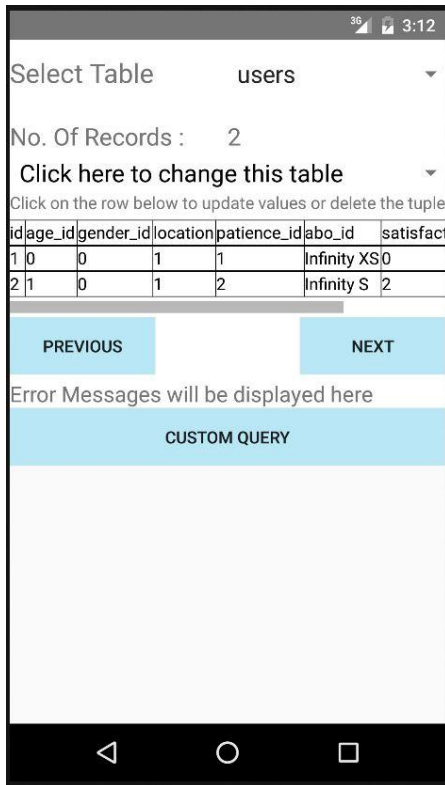 3G 3:12
Select Table users
No. Of Records : 2
Click here to change this table
Click on the row below to update values or delete the tuple
id age_id gender_id location patience_id abo_id satisfact
1 0 0 1 1 Infinity XS 0
2 1 0 1 2 Infinity S 2
PREVIOUS NEXT
Error Messages will be displayed here
CUSTOM QUERY